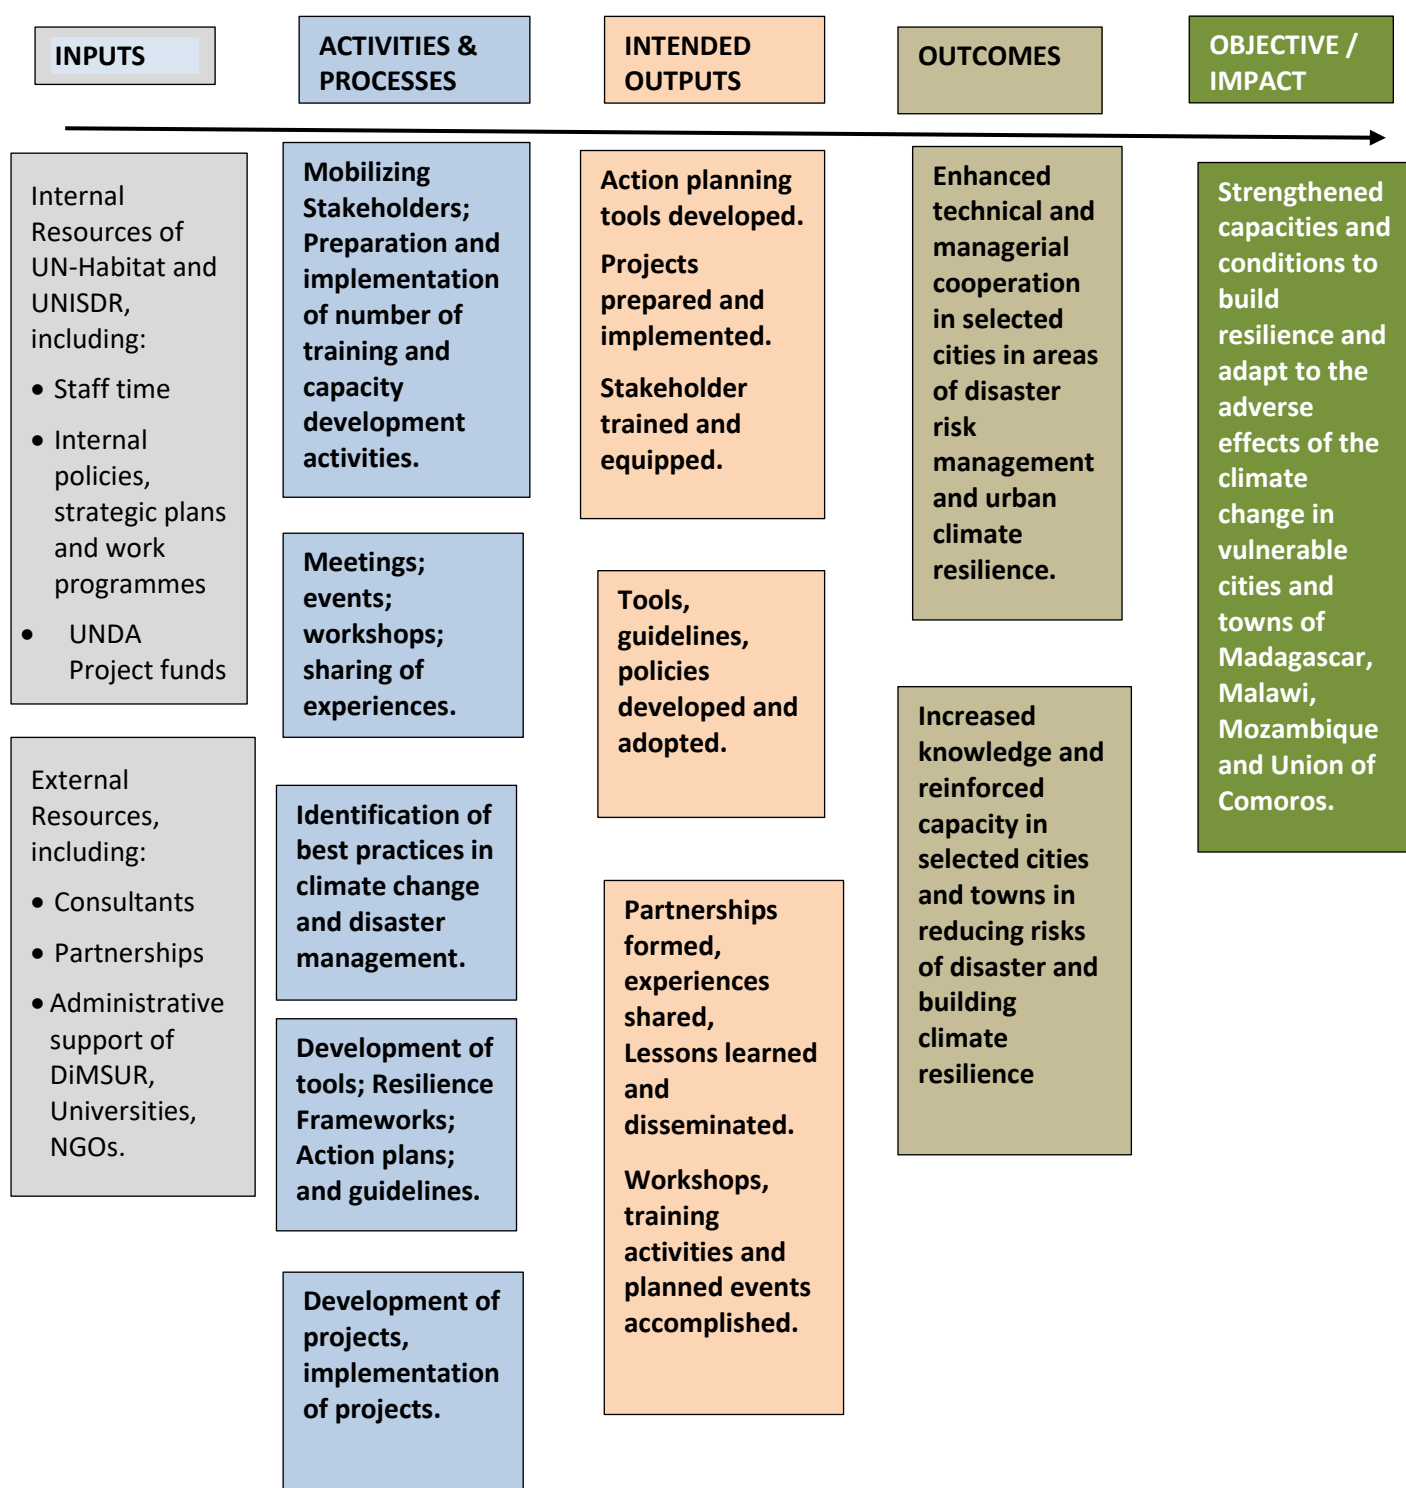 INPUTS
ACTIVITIES &
PROCESSES
INTENDED
OUTPUTS
OUTCOMES
OBJECTIVE /
IMPACT
Internal
Resources of
UN-Habitat and
UNISDR,
including:
• Staff time
• Internal
policies,
strategic plans
and work
programmes
• UNDA
Project funds
External
Resources,
including:
• Consultants
• Partnerships
• Administrative
support of
DiMSUR,
Universities,
NGOs.
Mobilizing
Stakeholders;
Preparation and
implementation
of number of
training and
capacity
development
activities.
Meetings;
events;
workshops;
sharing of
experiences.
Identification of
best practices in
climate change
and disaster
management.
Development of
tools; Resilience
Frameworks;
Action plans;
and guidelines.
Development of
projects,
implementation
of projects.
Action planning
tools developed.
Projects
prepared and
implemented.
Stakeholder
trained and
equipped.
Tools,
guidelines,
policies
developed and
adopted.
Partnerships
formed,
experiences
shared,
Lessons learned
and
disseminated.
Workshops,
training
activities and
planned events
accomplished.
Enhanced
technical and
managerial
cooperation
in selected
cities in areas
of disaster
risk
management
and urban
climate
resilience.
Increased
knowledge and
reinforced
capacity in
selected cities
and towns in
reducing risks
of disaster and
building
climate
resilience
Strengthened
capacities and
conditions to
build
resilience and
adapt to the
adverse
effects of the
climate
change in
vulnerable
cities and
towns of
Madagascar,
Malawi,
Mozambique
and Union of
Comoros.